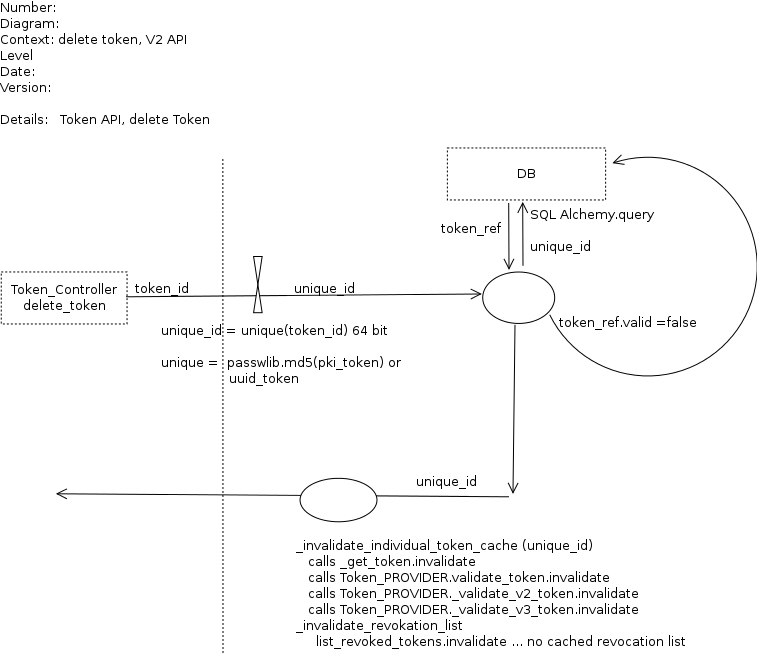 Number:
Diagram:
Context: delete token, V2 API
Level
Date:
Version:
Details: Token API, delete Token
DB
SQL Alchemy.query
token_ref
unique_id
Token_Controller
delete_token
token_id
unique_id
token_ref.valid =false
unique_id = unique(token_id) 64 bit
unique = passwlib.md5(pki_token) or
uuid_token
unique_id
_invalidate_individual_token_cache (unique_id)
calls _get_token.invalidate
calls Token_PROVIDER.validate_token.invalidate
calls Token_PROVIDER._validate_v2_token.invalidate
calls Token_PROVIDER._validate_v3_token.invalidate
_invalidate_revokation_list
list_revoked_tokens.invalidate ... no cached revocation list